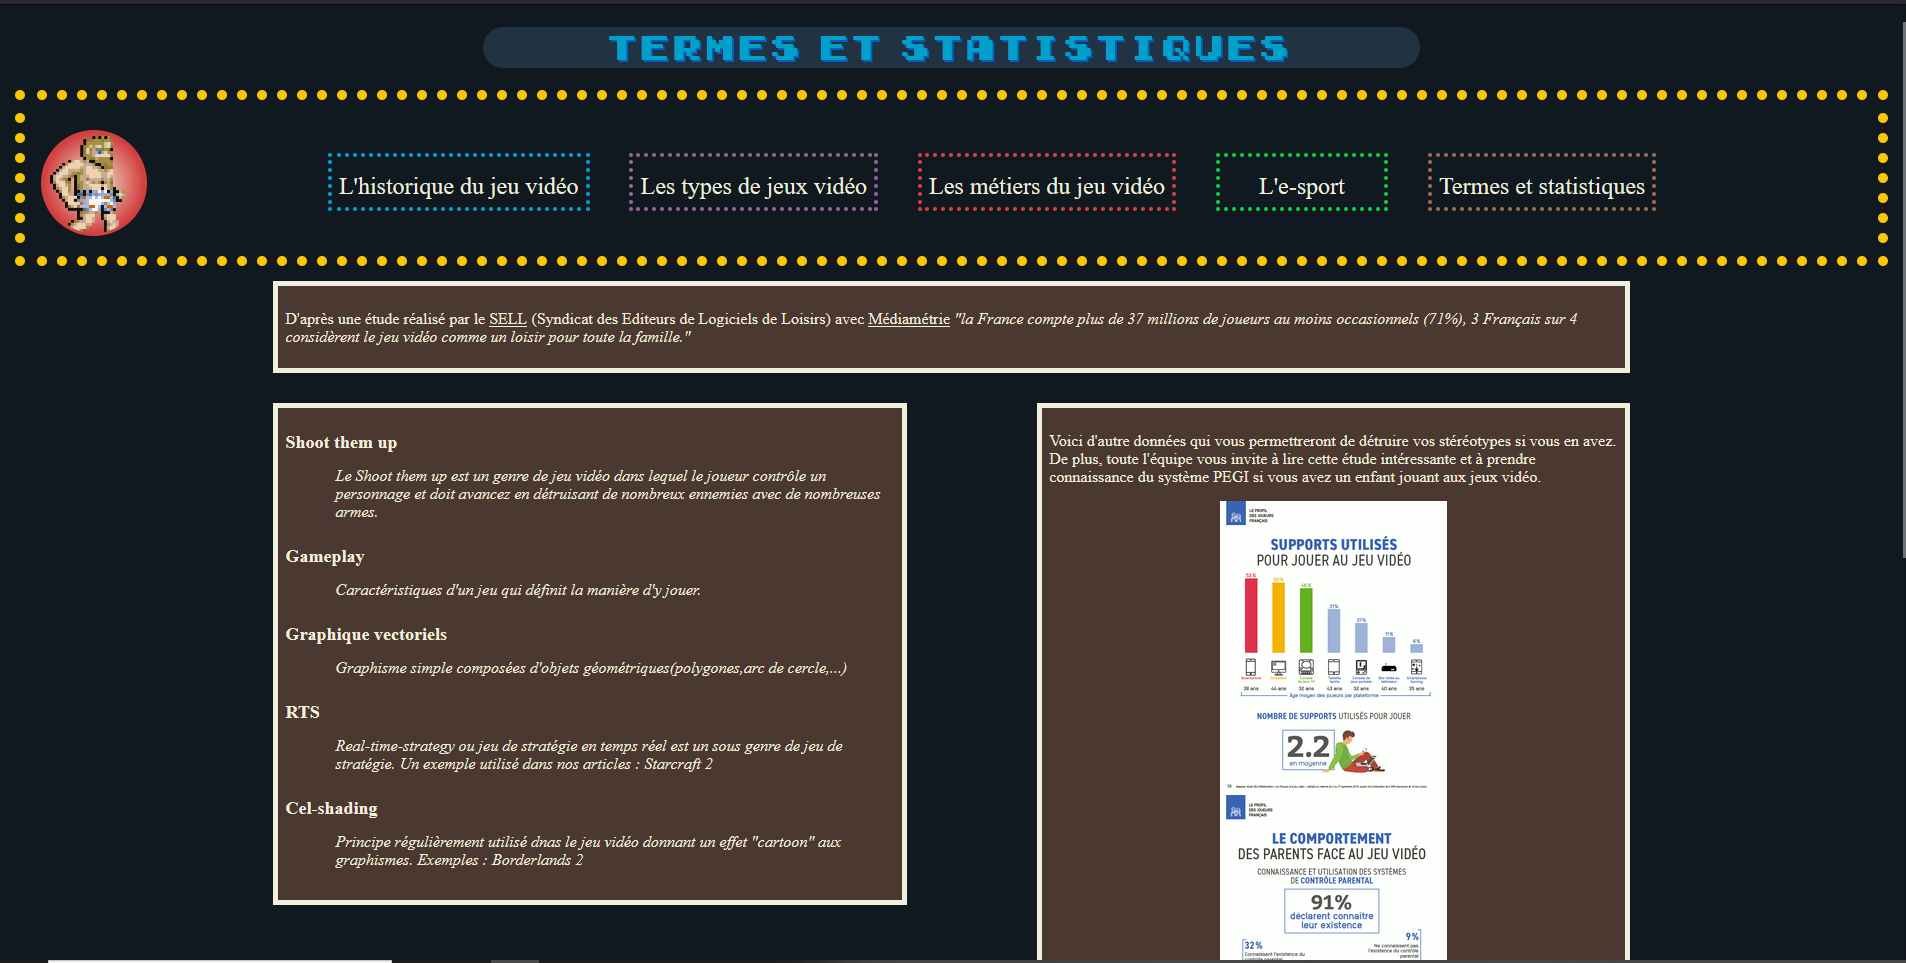 TERMES ET STATISTIQUES
L'historique du jeu vidéo
Les types de jeux vidéo
Les métiers du jeu vidéo
L'e-sport
Termes et statistiques
D'après une étude réalisé par le SELL (Syndicat des Editeurs de Logiciels de Loisirs) avec Médiamétrie "la France compte plus de 37 millions de joueurs au moins occasionnels (71%), 3 Français sur 4
considèrent le jeu vidéo comme un loisir pour toute la famille."
Shoot them up
Le Shoot them up est un genre de jeu vidéo dans lequel le joueur contrôle un
personnage et doit avancez en détruisant de nombreux ennemies avec de nombreuses
armes.
Gameplay
Caractéristiques d'un jeu qui définit la manière d'y jouer.
Graphique vectoriels
Graphisme simple composées d'objets géométriques(polygones,arc de cercle,...)
RTS
Real-time-strategy ou jeu de stratégie en temps réel est un sous genre de jeu de
stratégie. Un exemple utilisé dans nos articles : Starcraft 2
Cel-shading
Principe régulièrement utilisé dnas le jeu vidéo donnant un effet "cartoon" aux
graphismes. Exemples : Borderlands 2
Voici d'autre données qui vous permettreront de détruire vos stéréotypes si vous en avez.
De plus, toute l'équipe vous invite à lire cette étude intéressante et à prendre
connaissance du système PEGI si vous avez un enfant jouant aux jeux vidéo.
LE PROFIL
DES JOUEURS
FRANÇAIS
SUPPORTS UTILISÉS
POUR JOUER AU JEU VIDÉO
53% 50% 46% 31% 21% 11% 6%
Smartphone
38 ans 44 ans 32 ans 43 ans 32 ans 40 ans 35 ans
Âge moyen des joueurs par plateforme
NOMBRE DE SUPPORTS UTILISÉS POUR JOUER
2.2
en moyenne
LE PROFIL
DES JOUEURS
FRANÇAIS
LE COMPORTEMENT
DES PARENTS FACE AU JEU VIDÉO
CONNAISSANCE ET UTILISATION DES SYSTÈMES
DE CONTRÔLE PARENTAL
91%
déclarent connaître
leur existence
32%
Connaissent l'existence du
contrôle parental
9%
Ne connaissent pas
l'existence du contrôle
parental